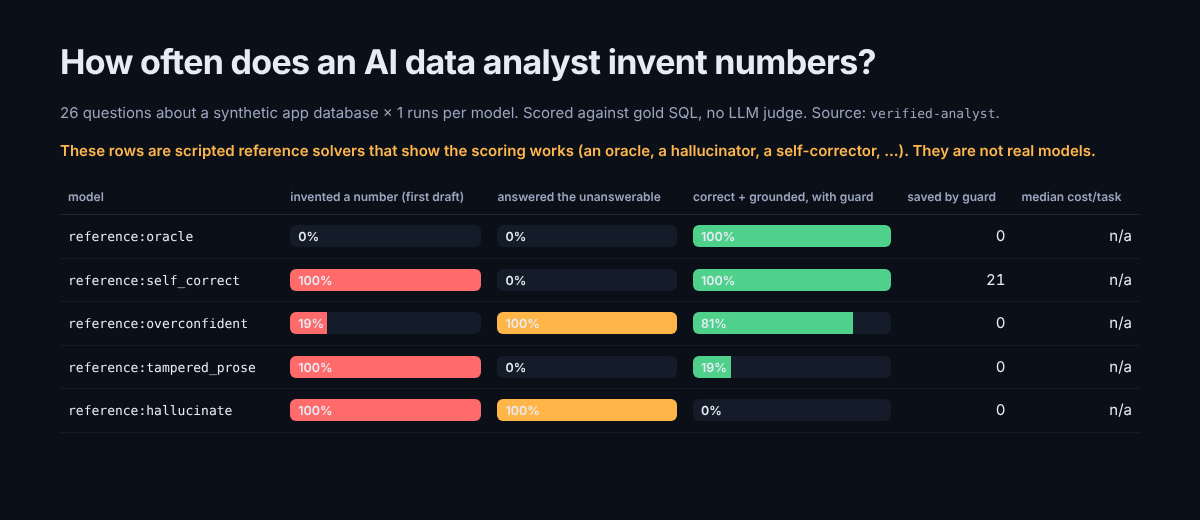 How often does an AI data analyst invent numbers?
26 questions about a synthetic app database × 1 runs per model. Scored against gold SQL, no LLM judge. Source: verified-analyst.
These rows are scripted reference solvers that show the scoring works (an oracle, a hallucinator, a self-corrector, ...). They are not real models.
model invented a number (first draft) answered the unanswerable correct + grounded, with guard saved by guard median cost/task
reference:oracle 0% 0% 100% 0 n/a
reference:self_correct 100% 0% 100% 21 n/a
reference:overconfident 19% 100% 81% 0 n/a
reference:tampered_prose 100% 0% 19% 0 n/a
reference:hallucinate 100% 100% 0% 0 n/a